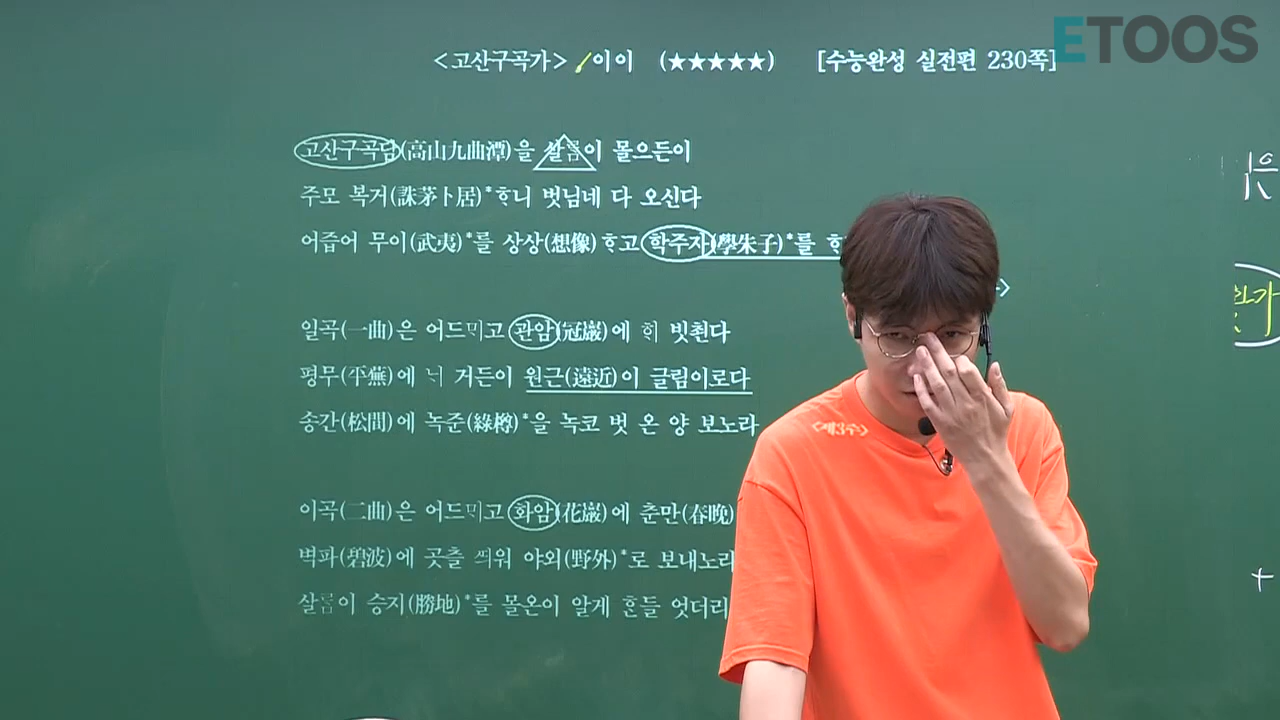 ETOOS
<고산구곡가> 이이 (★★★★★) [수능완성 실전편 230쪽]
고산구곡담(高山九曲潭)을 살름이 몰으든이
주모 복거(誅茅卜居)*ᄒᆞ니 벗님네 다 오신다
어즙어 무이(武夷)*를 상상(想像)ᄒᆞ고 학주자(學朱子)*를
<제3수>
일곡(一曲)은 어드ᄆᆡ고 관암(冠巖)에 ᄒᆡ 빗쵠다
평무(平蕪)에 ᄂᆡ 거든이 원근(遠近)이 글림이로다
송간(松間)에 녹준(綠樽)*을 녹코 벗 온 양 보노라
이곡(二曲)은 어드ᄆᆡ고 화암(花巖)에 춘만(春晩)
벽파(碧波)에 곳츨 ᄯᅴ워 야외(野外)*로 보내노라
살름이 승지(勝地)*를 몰온이 알게 ᄒᆞᆫ들 엇더리